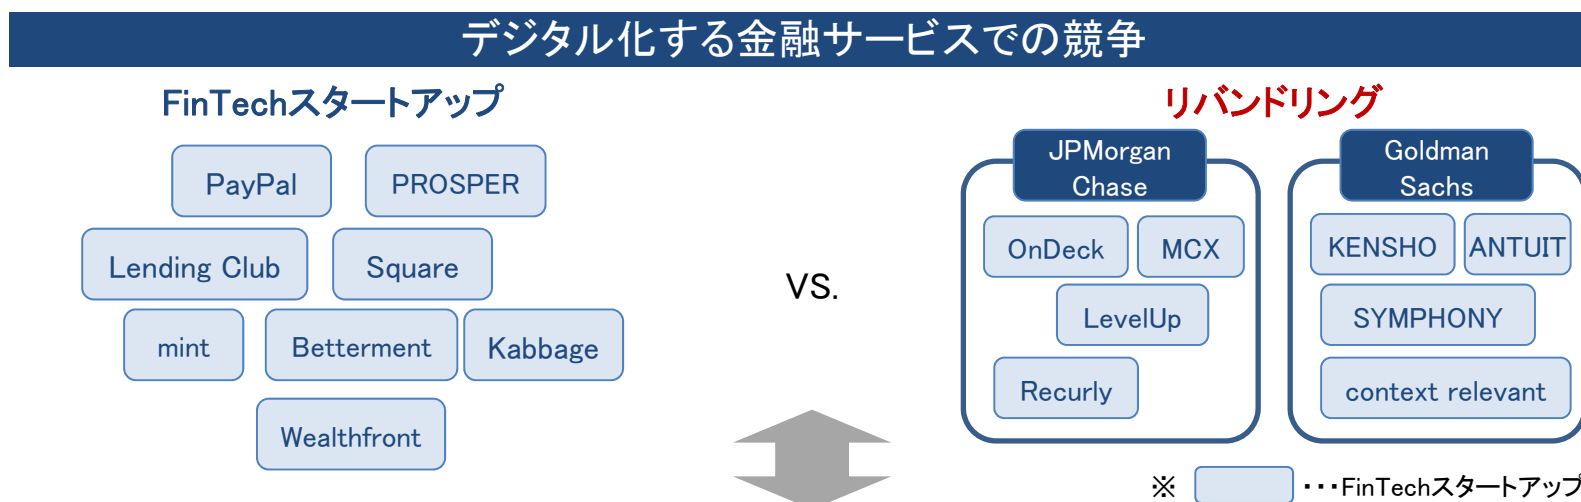 デジタル化する金融サービスでの競争
FinTechスタートアップ
PayPal
PROSPER
Lending Club
Square
mint
Betterment
Kabbage
Wealthfront
VS.
リバンドリング
JPMorgan
Chase
OnDeck
MCX
LevelUp
Recurly
Goldman
Sachs
KENSHO
ANTUIT
SYMPHONY
context relevant
※ ・・・FinTechスタートアップ